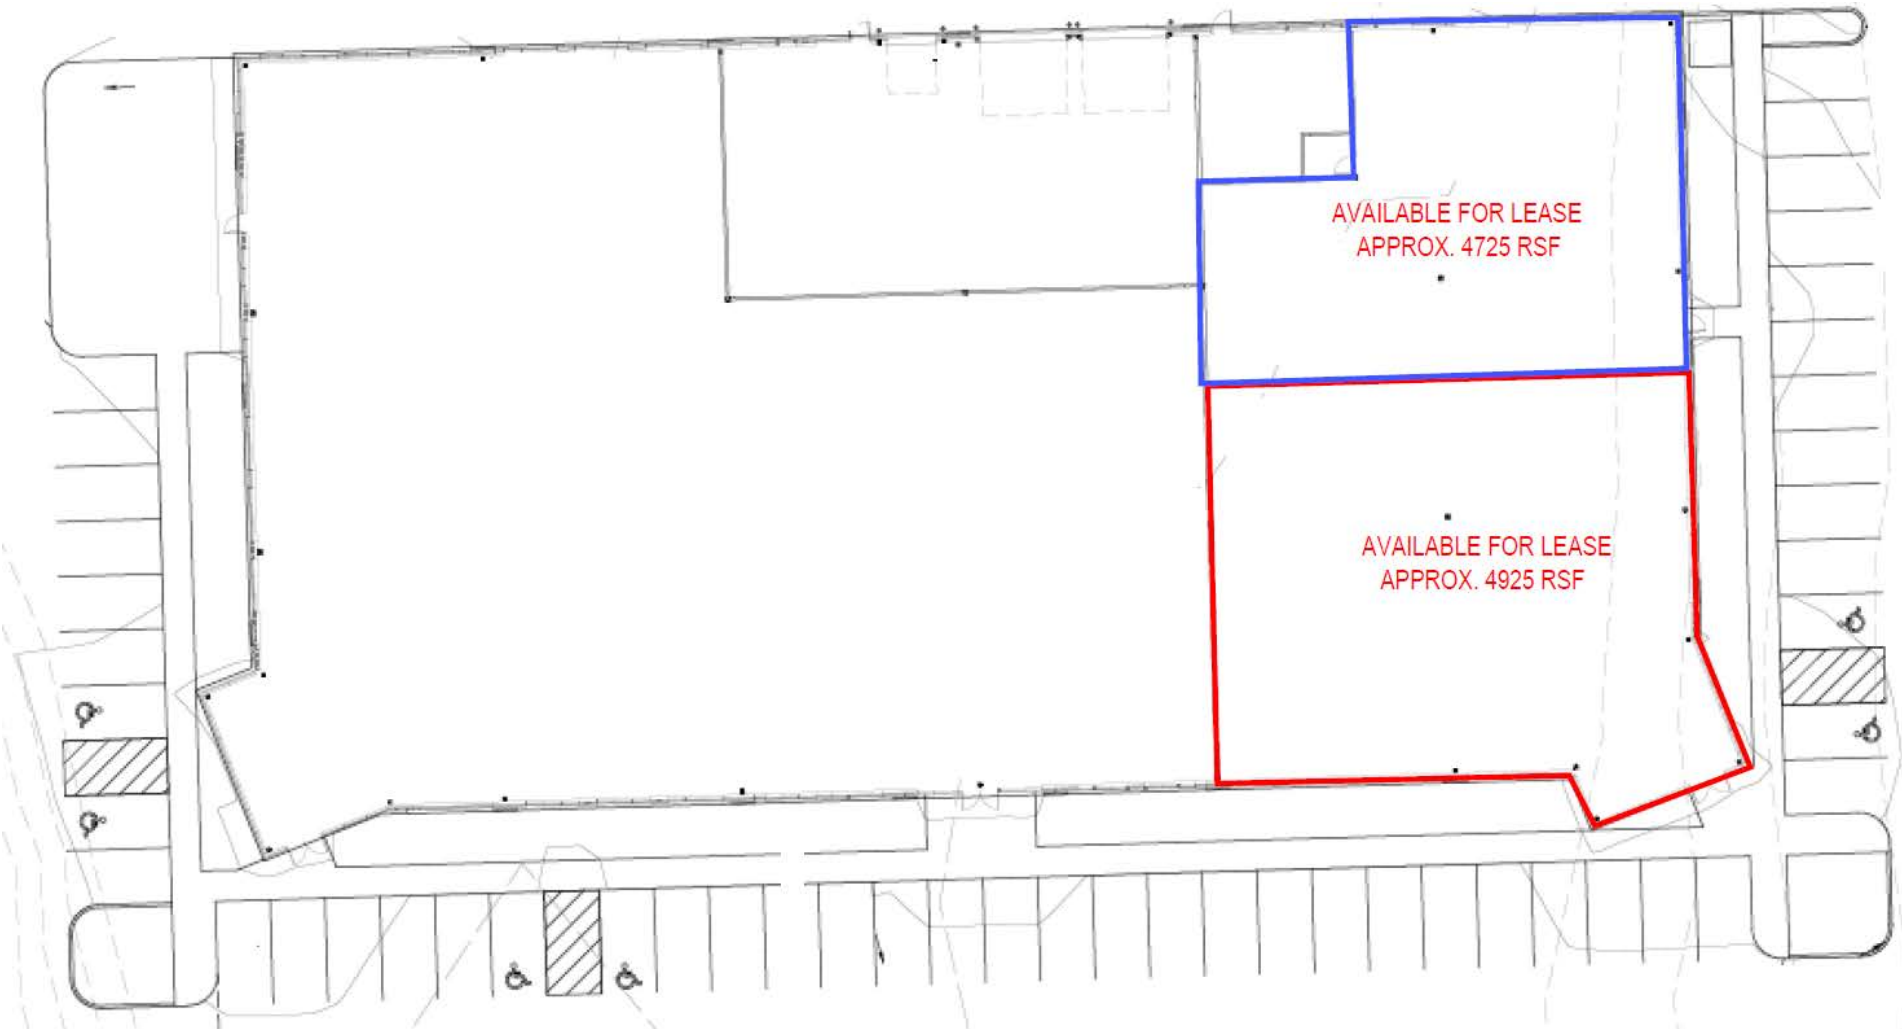 AVAILABLE FOR LEASE
APPROX. 4725 RSF
AVAILABLE FOR LEASE
APPROX. 4925 RSF